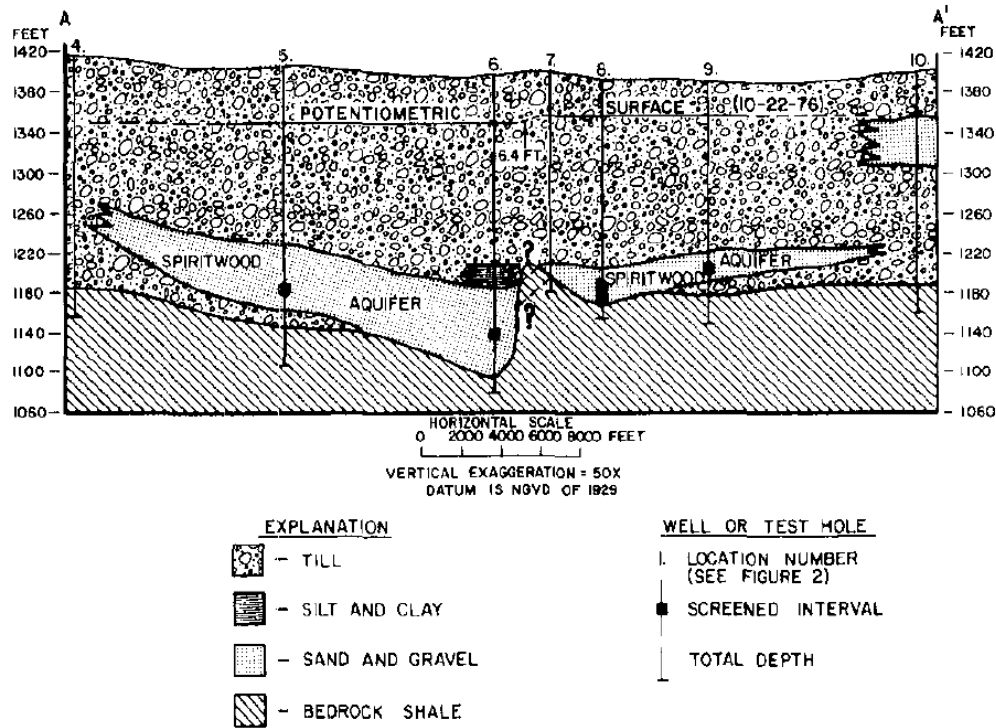 A
A'
FEET
FEET
4.
5.
6.
7.
8.
9.
10.
1420
1380
1340
1300
1260
1220
1180
1140
1100
1060
1420
1380
1340
1300
1260
1220
1180
1140
1100
1060
POTENTIOMETRIC SURFACE (10-22-76)
6.4 FT.
SPIRITWOOD
AQUIFER
?
?
SPIRITWOOD
AQUIFER
HORIZONTAL SCALE
0 2000 4000 6000 8000 FEET
VERTICAL EXAGGERATION = 50X
DATUM IS NGVD OF 1929
EXPLANATION
- TILL
- SILT AND CLAY
- SAND AND GRAVEL
- BEDROCK SHALE
WELL OR TEST HOLE
1. LOCATION NUMBER
(SEE FIGURE 2)
SCREENED INTERVAL
TOTAL DEPTH